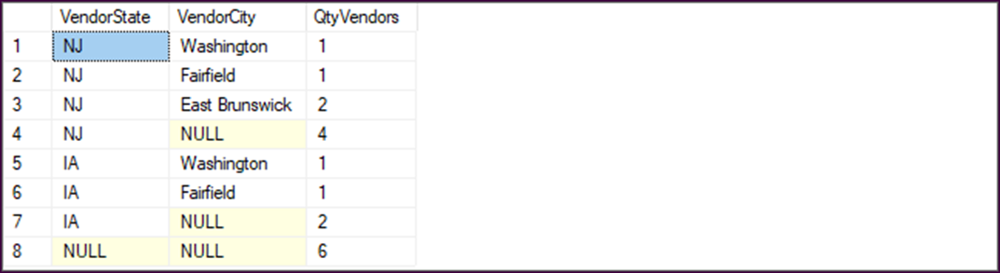 VendorState VendorCity QtyVendors
1 NJ Washington 1
2 NJ Fairfield 1
3 NJ East Brunswick 2
4 NJ NULL 4
5 IA Washington 1
6 IA Fairfield 1
7 IA NULL 2
8 NULL NULL 6